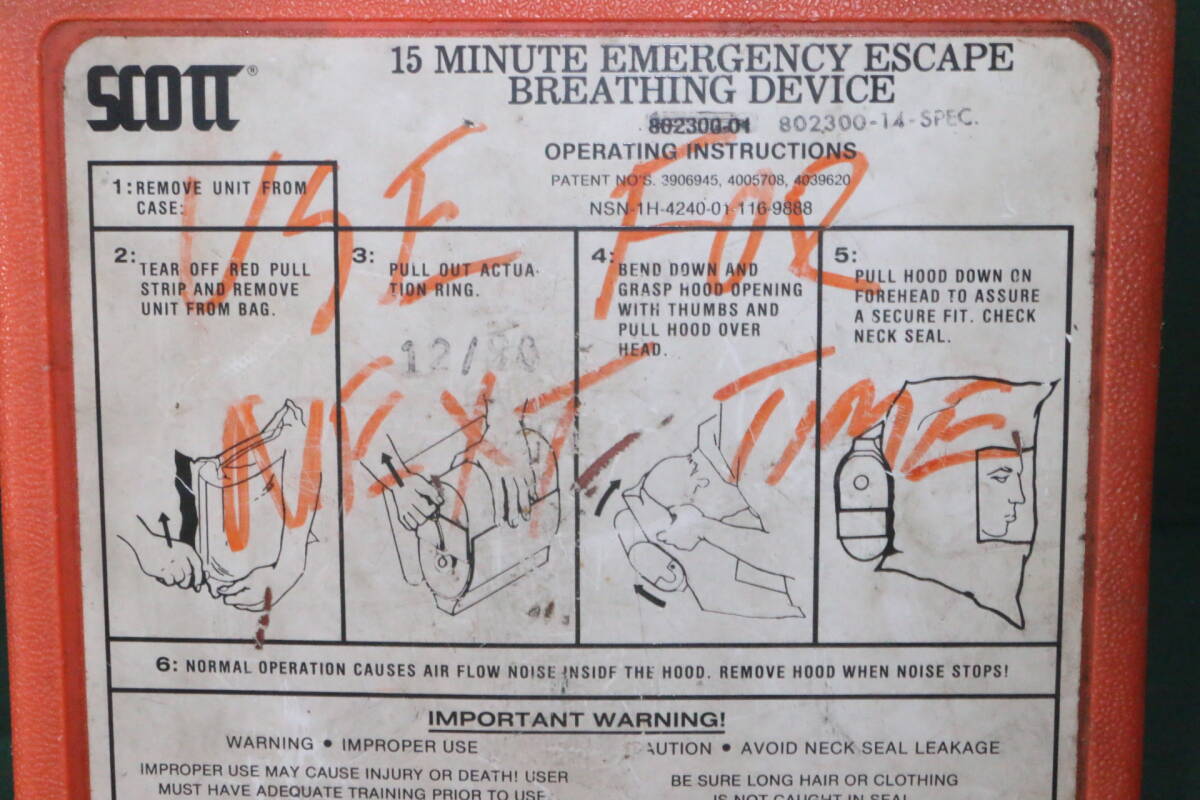 SCOTT®
15 MINUTE EMERGENCY ESCAPE
BREATHING DEVICE
802300-01 802300-14-SPEC.
OPERATING INSTRUCTIONS
PATENT NO'S. 3906945, 4005708, 4039620
NSN-1H-4240-01-116-9888
USE FOR
NEXT TIME
1: REMOVE UNIT FROM
CASE:
2: TEAR OFF RED PULL
STRIP AND REMOVE
UNIT FROM BAG.
3: PULL OUT ACTUA-
TION RING.
12/90
4: BEND DOWN AND
GRASP HOOD OPENING
WITH THUMBS AND
PULL HOOD OVER
HEAD.
5: PULL HOOD DOWN ON
FOREHEAD TO ASSURE
A SECURE FIT. CHECK
NECK SEAL.
6: NORMAL OPERATION CAUSES AIR FLOW NOISE INSIDE THE HOOD. REMOVE HOOD WHEN NOISE STOPS!
IMPORTANT WARNING!
WARNING • IMPROPER USE
IMPROPER USE MAY CAUSE INJURY OR DEATH! USER
MUST HAVE ADEQUATE TRAINING PRIOR TO USE.
CAUTION • AVOID NECK SEAL LEAKAGE
BE SURE LONG HAIR OR CLOTHING
IS NOT CAUGHT IN SEAL